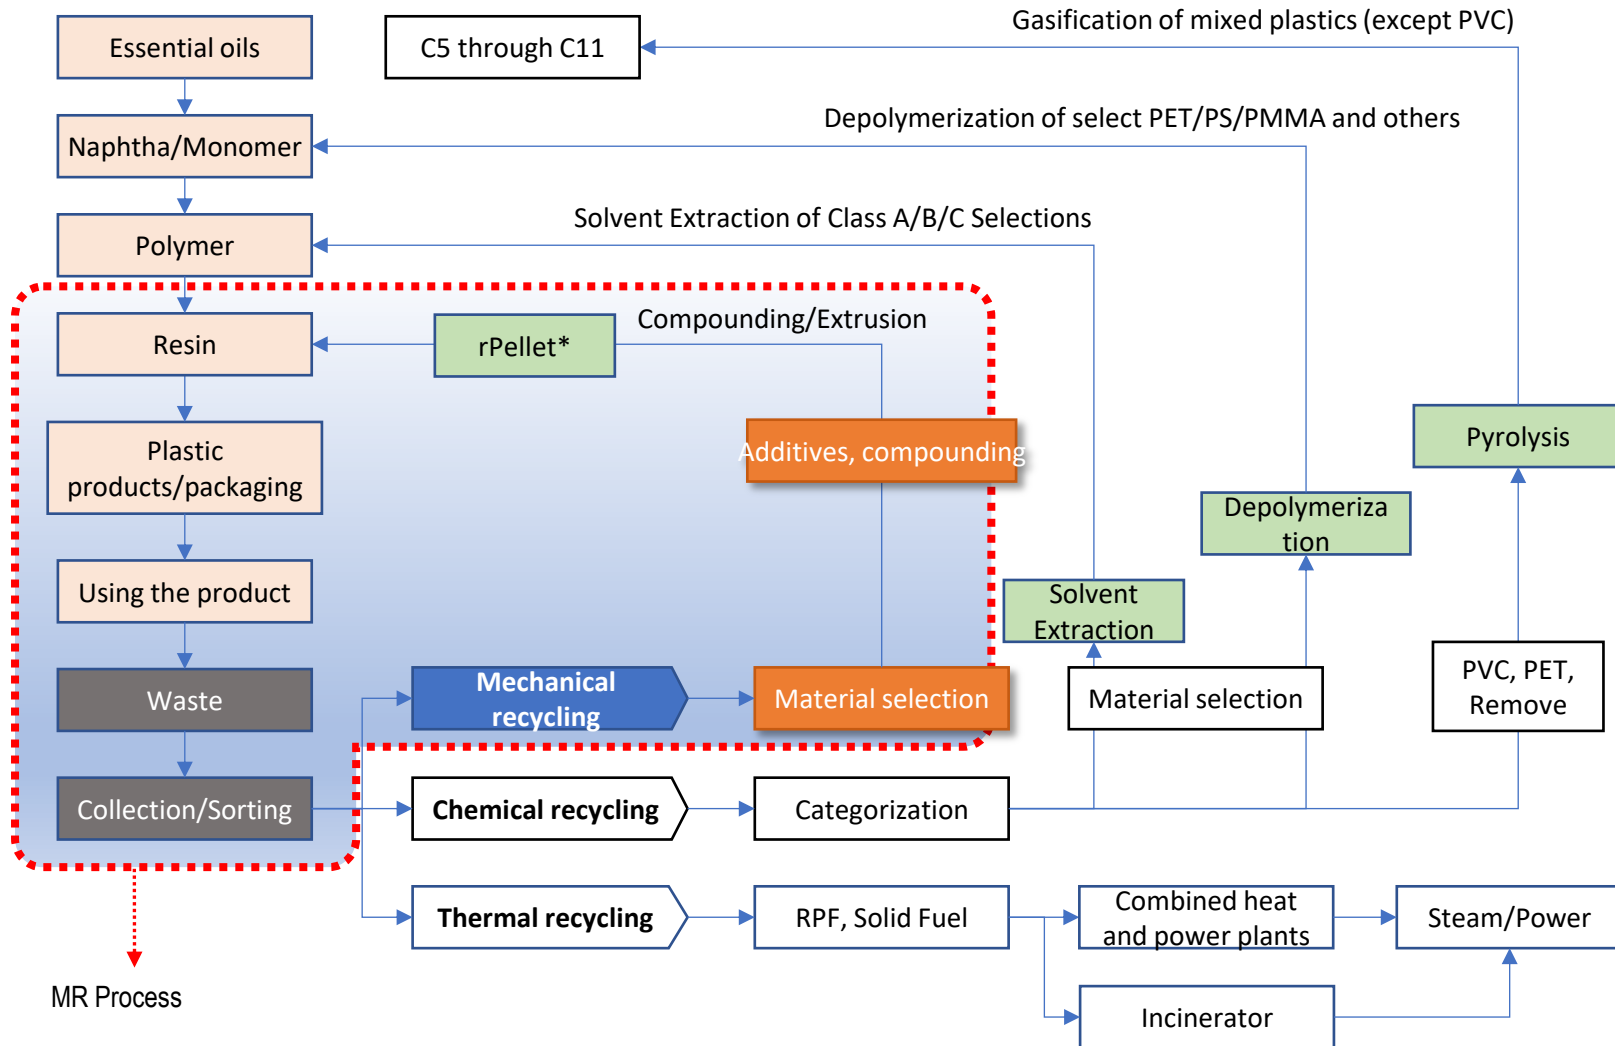 Gasification of mixed plastics (except PVC)
Essential oils
C5 through C11
Depolymerization of select PET/PS/PMMA and others
Naphtha/Monomer
Solvent Extraction of Class A/B/C Selections
Polymer
Compounding/Extrusion
Resin
rPellet*
Additives, compounding
Pyrolysis
Plastic
products/packaging
Depolymeriza
tion
Using the product
Solvent
Extraction
Waste
Mechanical
recycling
Material selection
Material selection
PVC, PET,
Remove
Collection/Sorting
Chemical recycling
Categorization
Thermal recycling
RPF, Solid Fuel
Combined heat
and power plants
Steam/Power
MR Process
Incinerator